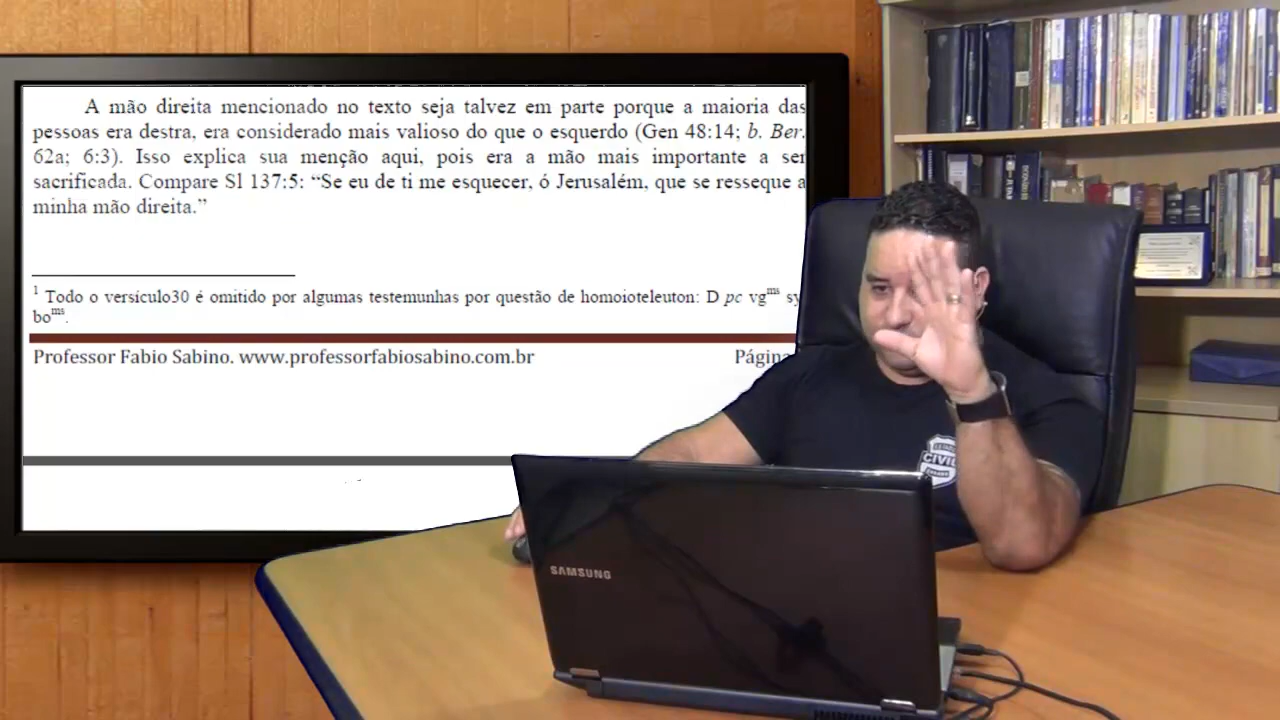 A mão direita mencionado no texto seja talvez em parte porque a maioria das
pessoas era destra, era considerado mais valioso do que o esquerdo (Gen 48:14; b. Ber.
62a; 6:3). Isso explica sua menção aqui, pois era a mão mais importante a ser
sacrificada. Compare Sl 137:5: “Se eu de ti me esquecer, ó Jerusalém, que se resseque a
minha mão direita.”
1 Todo o versículo30 é omitido por algumas testemunhas por questão de homoioteleuton: D pc vgms sy
boms.
Professor Fabio Sabino. www.professorfabiosabino.com.br Página
CIVIL
SAMSUNG